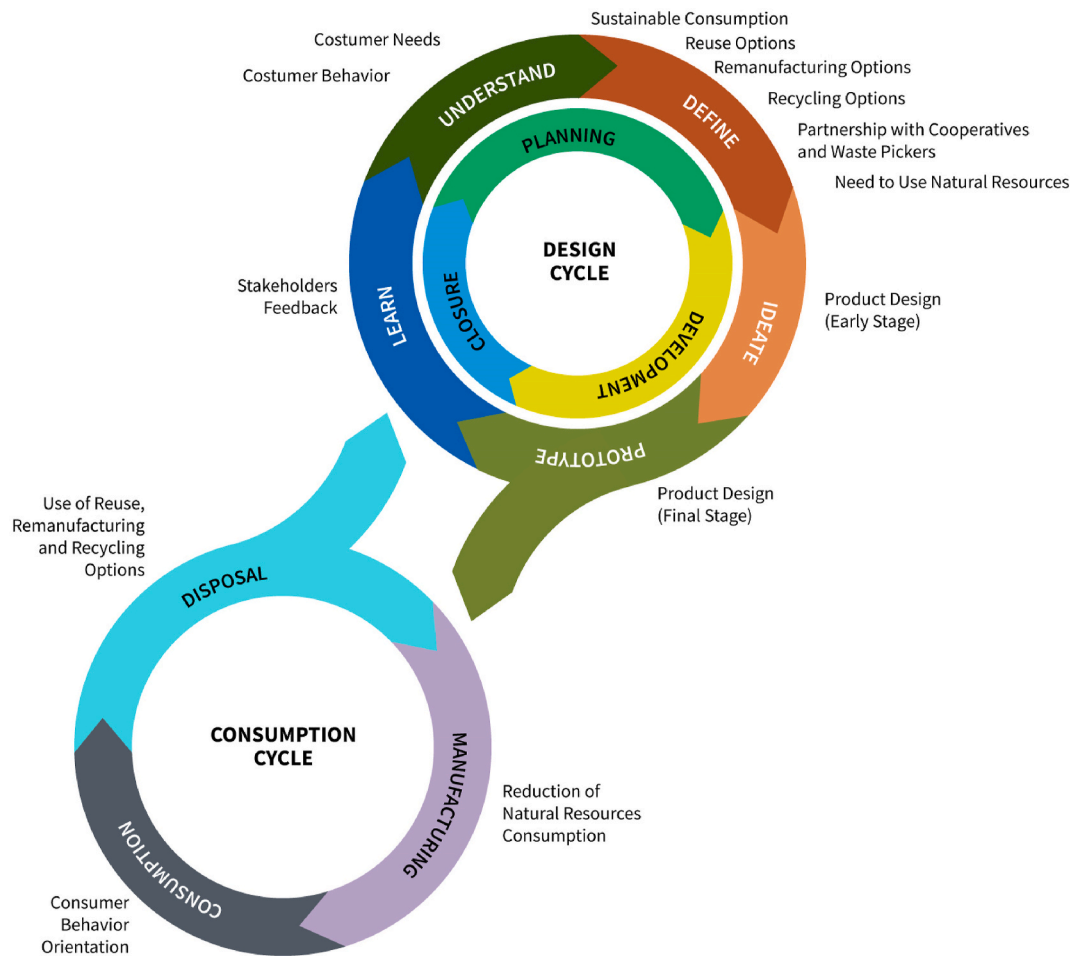 Sustainable Consumption
Costumer Needs
Reuse Options
Costumer Behavior
Remanufacturing Options
Recycling Options
Partnership with Cooperatives
and Waste Pickers
Need to Use Natural Resources
UNDERSTAND
DEFINE
PLANNING
DESIGN
CYCLE
Stakeholders
Feedback
LEARN
CLOSURE
DEVELOPMENT
IDEATE
Product Design
(Early Stage)
PROTOTYPE
Product Design
(Final Stage)
Use of Reuse,
Remanufacturing
and Recycling
Options
DISPOSAL
CONSUMPTION
CYCLE
MANUFACTURING
Reduction of
Natural Resources
Consumption
CONSUMPTION
Consumer
Behavior
Orientation